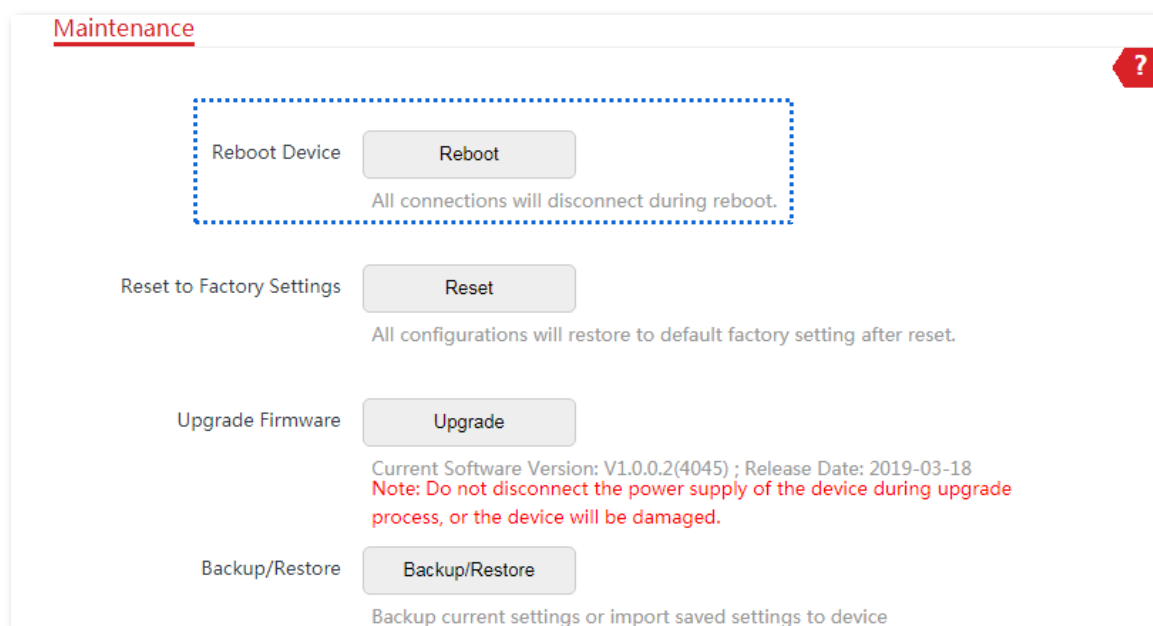 Maintenance
?
Reboot Device Reboot
All connections will disconnect during reboot.
Reset to Factory Settings Reset
All configurations will restore to default factory setting after reset.
Upgrade Firmware Upgrade
Current Software Version: V1.0.0.2(4045) ; Release Date: 2019-03-18
Note: Do not disconnect the power supply of the device during upgrade
process, or the device will be damaged.
Backup/Restore Backup/Restore
Backup current settings or import saved settings to device